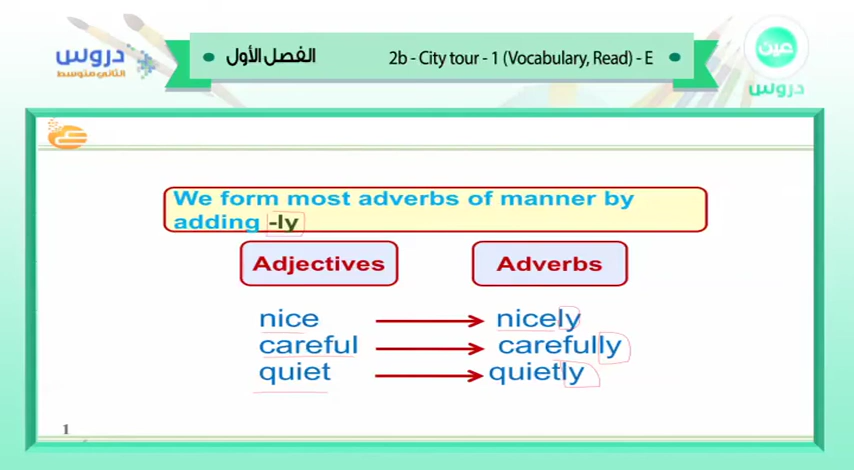 دروس
الثاني متوسط
الفصل الأول
2b - City tour - 1 (Vocabulary, Read) - E
عين
دروس
We form most adverbs of manner by
adding -ly
Adjectives Adverbs
nice nicely
careful carefully
quiet quietly
1